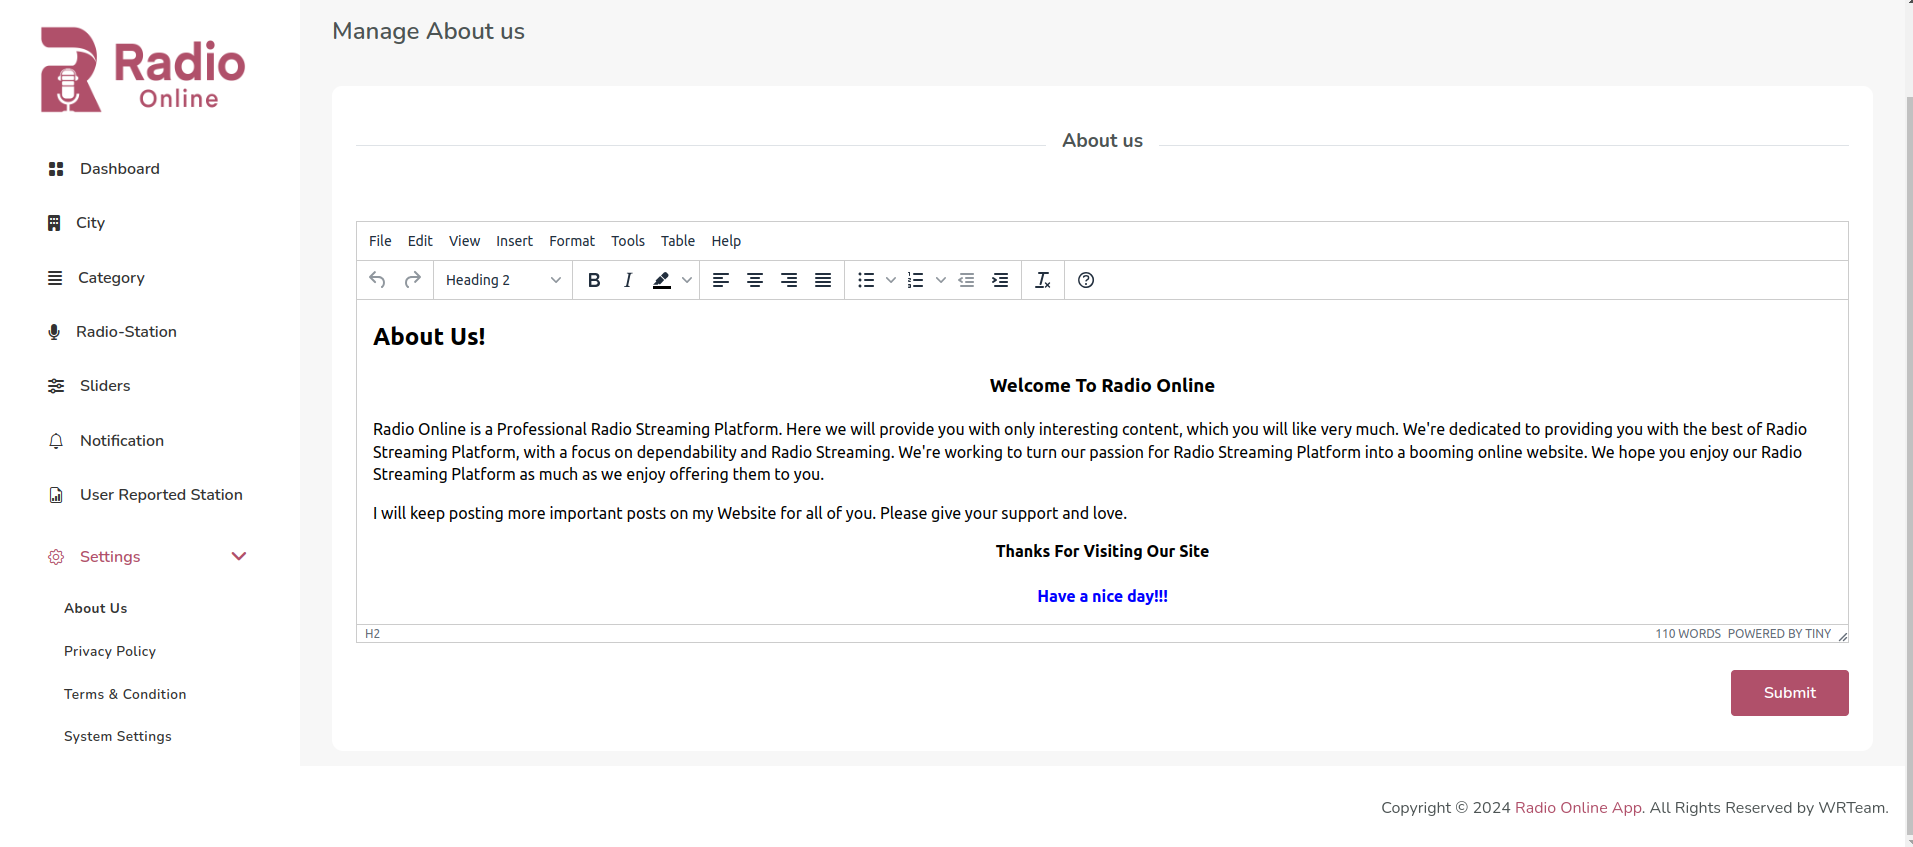 Radio
Online
Dashboard
City
Category
Radio-Station
Sliders
Notification
User Reported Station
Settings
About Us
Privacy Policy
Terms & Condition
System Settings
Manage About us
About us
File Edit View Insert Format Tools Table Help
Heading 2
About Us!
Welcome To Radio Online
Radio Online is a Professional Radio Streaming Platform. Here we will provide you with only interesting content, which you will like very much. We're dedicated to providing you with the best of Radio
Streaming Platform, with a focus on dependability and Radio Streaming. We're working to turn our passion for Radio Streaming Platform into a booming online website. We hope you enjoy our Radio
Streaming Platform as much as we enjoy offering them to you.
I will keep posting more important posts on my Website for all of you. Please give your support and love.
Thanks For Visiting Our Site
Have a nice day!!!
H2 110 WORDS POWERED BY TINY
Submit
Copyright © 2024 Radio Online App. All Rights Reserved by WRTeam.